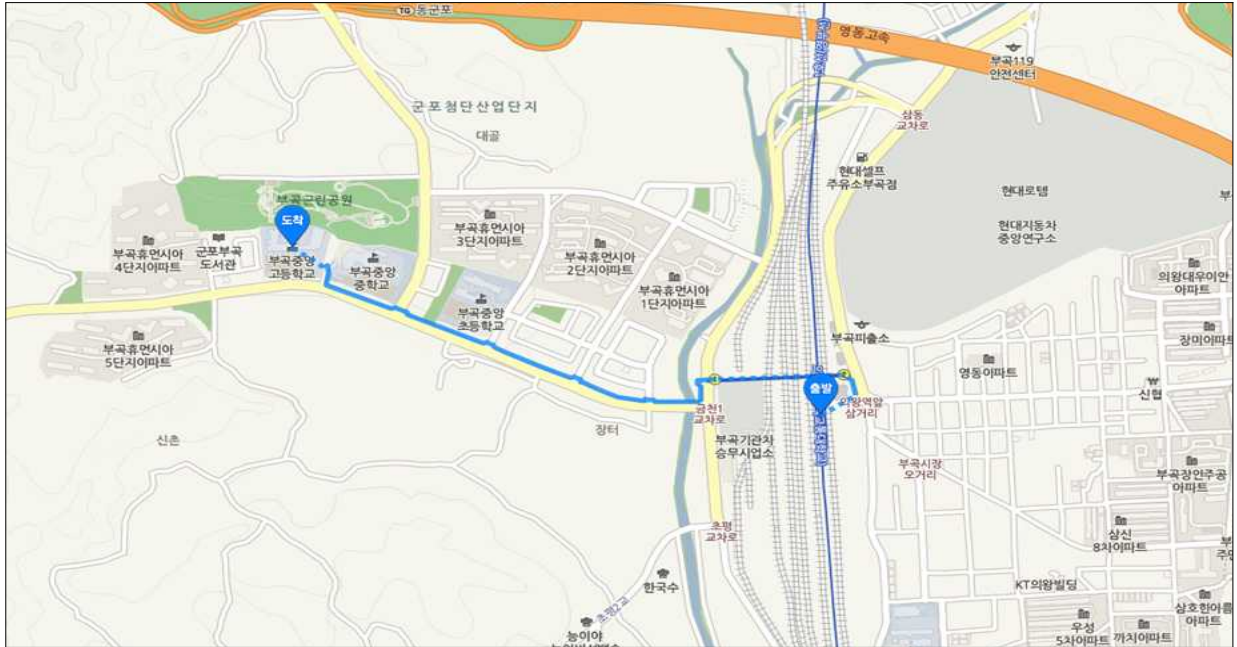 TG 동군포
영동고속
부곡119
안전센터
군포첨단산업단지
대골
삼동
교차로
현대셀프
주유소부곡점
현대로템
현대자동차
중앙연구소
부곡근린공원
도착
부곡휴먼시아
3단지아파트
부곡휴먼시아
4단지아파트
군포부곡
도서관
부곡중앙
고등학교
부곡중앙
중학교
부곡휴먼시아
2단지아파트
부곡휴먼시아
1단지아파트
의왕대우이안
아파트
부곡중앙
초등학교
부곡휴먼시아
5단지아파트
부곡파출소
장미아파트
영동아파트
출발
신협
의왕역앞
삼거리
금천1
교차로
장터
신촌
부곡기관차
승무사업소
부곡시장
오거리
부곡장안주공
아파트
초평
교차로
삼신
8차아파트
한국수
초평2교
KT의왕빌딩
삼호한아름
아파트
우성
5차아파트
까치아파트
능이야